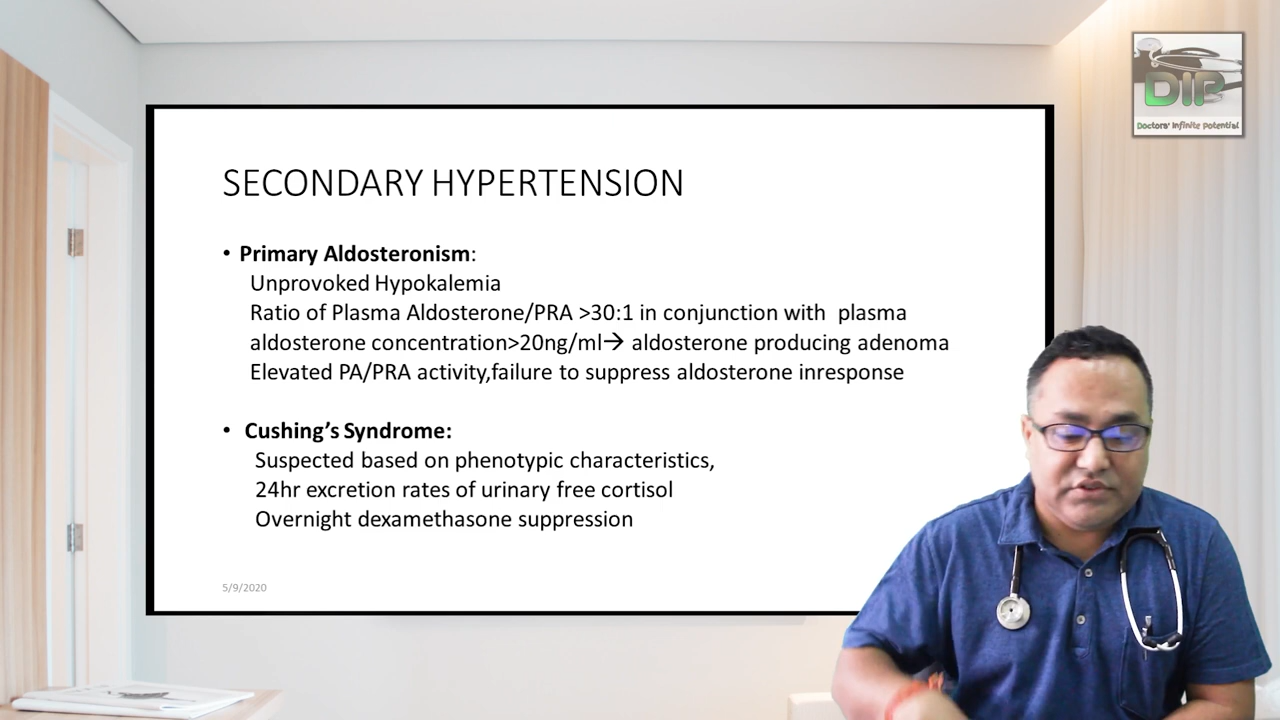 DIP
Doctors' Infinite Potential
SECONDARY HYPERTENSION
• Primary Aldosteronism:
Unprovoked Hypokalemia
Ratio of Plasma Aldosterone/PRA >30:1 in conjunction with plasma
aldosterone concentration>20ng/ml→ aldosterone producing adenoma
Elevated PA/PRA activity,failure to suppress aldosterone inresponse
• Cushing's Syndrome:
Suspected based on phenotypic characteristics,
24hr excretion rates of urinary free cortisol
Overnight dexamethasone suppression
5/9/2020